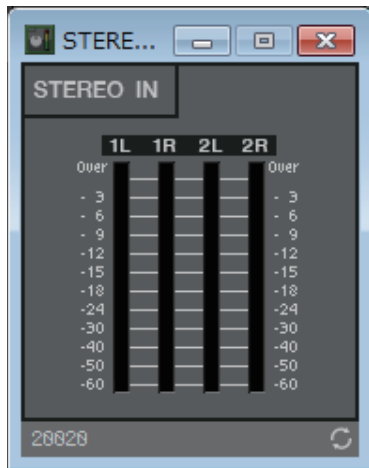 STERE...
STEREO IN
1L 1R 2L 2R
Over Over
- 3 - 3
- 6 - 6
- 9 - 9
-12 -12
-15 -15
-18 -18
-24 -24
-30 -30
-40 -40
-50 -50
-60 -60
20020